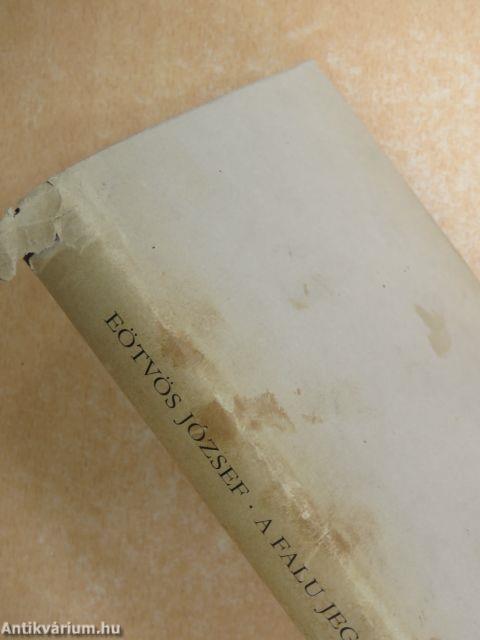 EÖTVÖS JÓZSEF · A FALU JEG
Antikvárium.hu